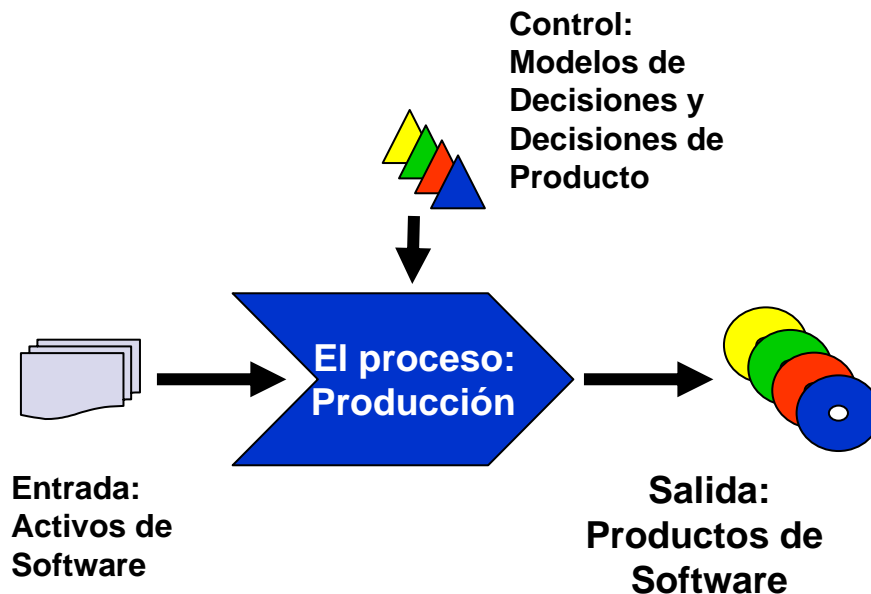 Control:
Modelos de
Decisiones y
Decisiones de
Producto
El proceso:
Producción
Entrada:
Activos de
Software
Salida:
Productos de
Software